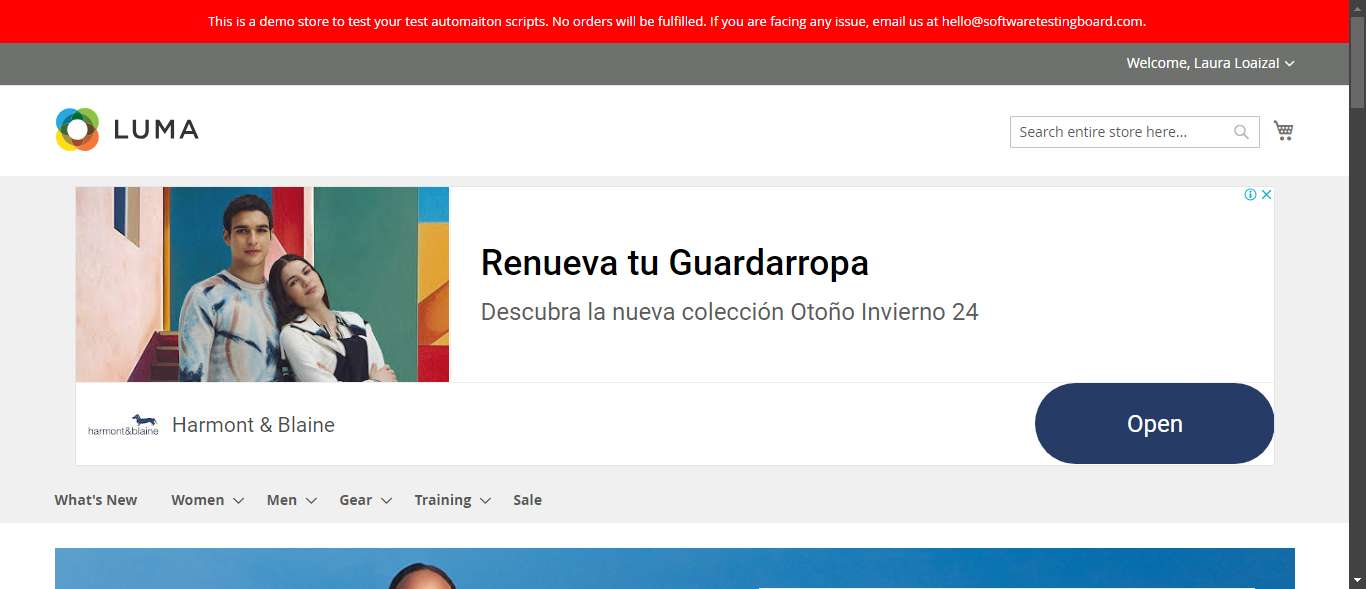 This is a demo store to test your test automaiton scripts. No orders will be fulfilled. If you are facing any issue, email us at hello@softwaretestingboard.com.
Welcome, Laura Loaiza!
LUMA
Search entire store here...
Renueva tu Guardarropa
Descubra la nueva colección Otoño Invierno 24
harmont&blaine
Harmont & Blaine
Open
What's New Women Men Gear Training Sale